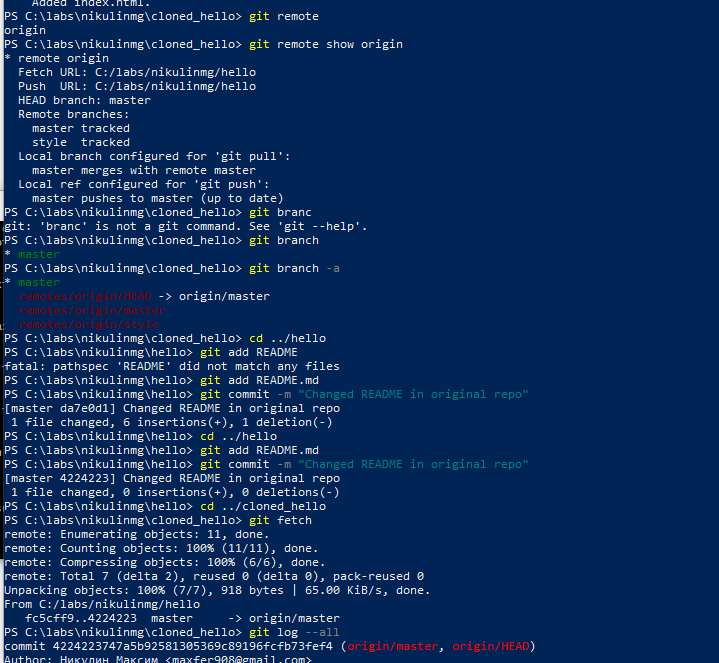 Added index.html.
PS C:\labs\nikulinmg\cloned_hello> git remote
origin
PS C:\labs\nikulinmg\cloned_hello> git remote show origin
* remote origin
  Fetch URL: C:/labs/nikulinmg/hello
  Push  URL: C:/labs/nikulinmg/hello
  HEAD branch: master
  Remote branches:
    master tracked
    style  tracked
  Local branch configured for 'git pull':
    master merges with remote master
  Local ref configured for 'git push':
    master pushes to master (up to date)
PS C:\labs\nikulinmg\cloned_hello> git branc
git: 'branc' is not a git command. See 'git --help'.
PS C:\labs\nikulinmg\cloned_hello> git branch
* master
PS C:\labs\nikulinmg\cloned_hello> git branch -a
* master
  remotes/origin/HEAD -> origin/master
  remotes/origin/master
  remotes/origin/style
PS C:\labs\nikulinmg\cloned_hello> cd ../hello
PS C:\labs\nikulinmg\hello> git add README
fatal: pathspec 'README' did not match any files
PS C:\labs\nikulinmg\hello> git add README.md
PS C:\labs\nikulinmg\hello> git commit -m "Changed README in original repo"
[master da7e0d1] Changed README in original repo
 1 file changed, 6 insertions(+), 1 deletion(-)
PS C:\labs\nikulinmg\hello> cd ../hello
PS C:\labs\nikulinmg\hello> git add README.md
PS C:\labs\nikulinmg\hello> git commit -m "Changed README in original repo"
[master 4224223] Changed README in original repo
 1 file changed, 0 insertions(+), 0 deletions(-)
PS C:\labs\nikulinmg\hello> cd ../cloned_hello
PS C:\labs\nikulinmg\cloned_hello> git fetch
remote: Enumerating objects: 11, done.
remote: Counting objects: 100% (11/11), done.
remote: Compressing objects: 100% (6/6), done.
remote: Total 7 (delta 2), reused 0 (delta 0), pack-reused 0
Unpacking objects: 100% (7/7), 918 bytes | 65.00 KiB/s, done.
From C:/labs/nikulinmg/hello
   fc5cff9..4224223  master     -> origin/master
PS C:\labs\nikulinmg\cloned_hello> git log --all
commit 4224223747a5b92581305369c89196fcfb73fef4 (origin/master, origin/HEAD)
Author: Никулин Максим <maxfer908@gmail.com>